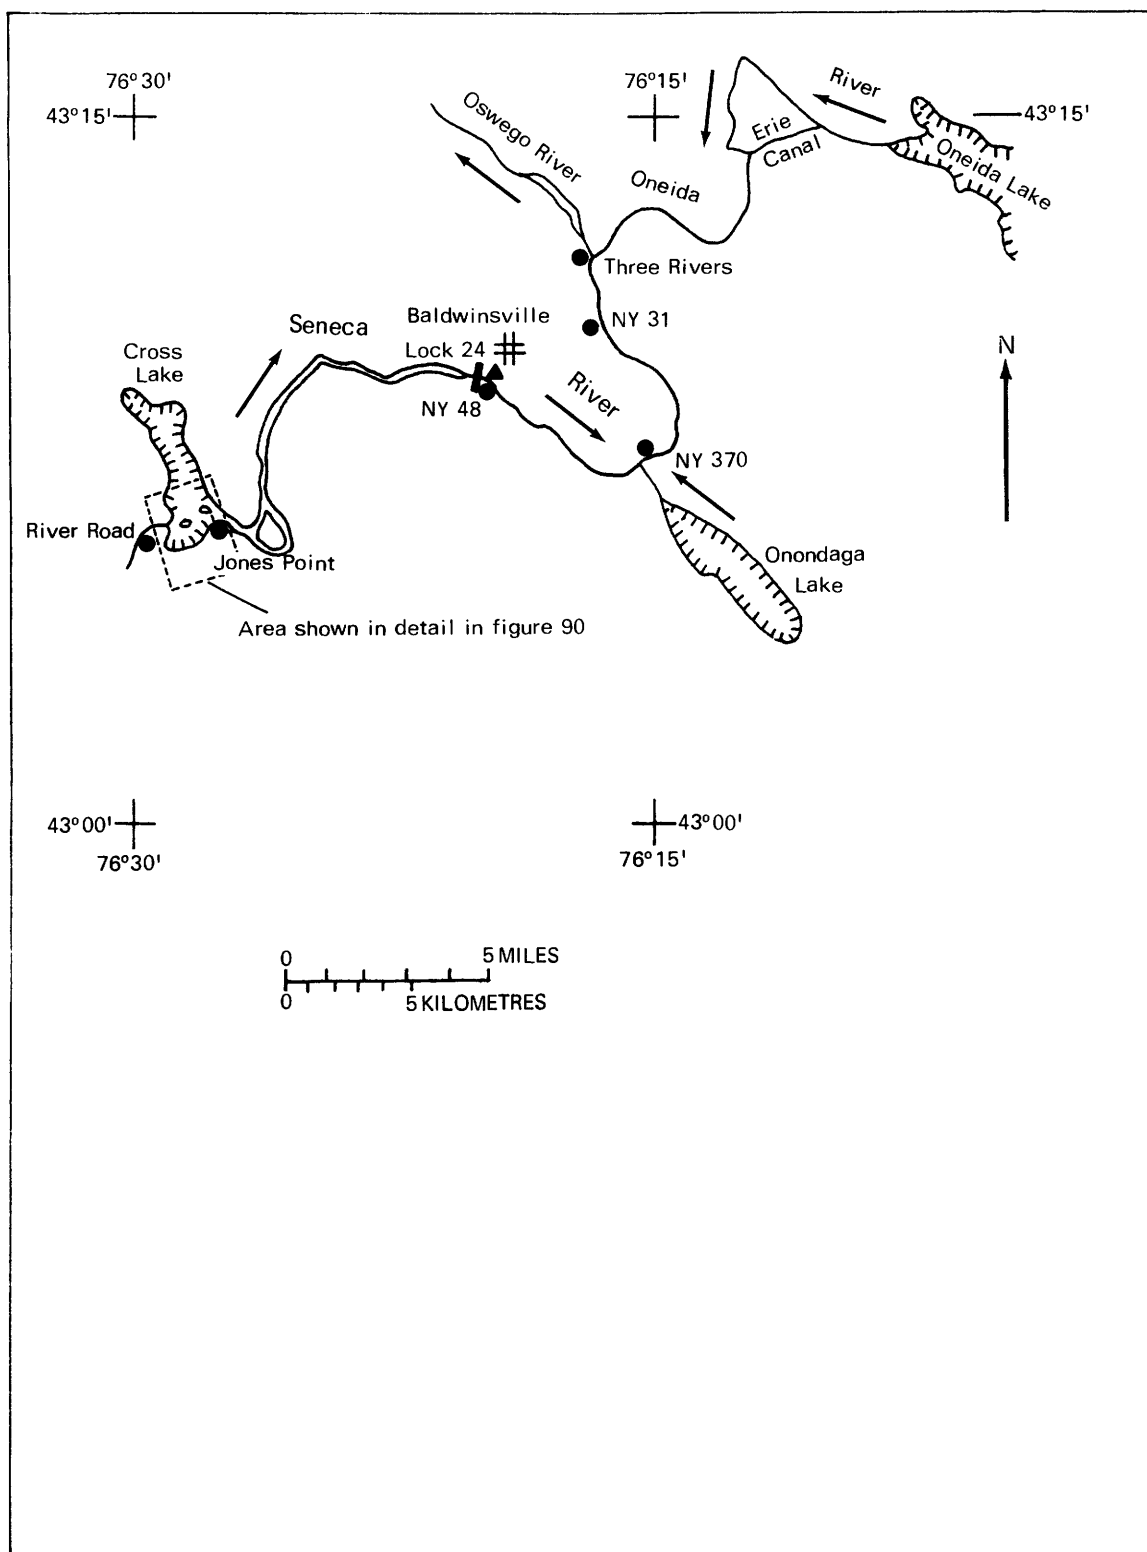 76°30'
76°15'
43°15'
43°15'
Oswego River
River
Erie
Canal
Oneida Lake
Oneida
Three Rivers
NY 31
Baldwinsville
Lock 24
Seneca
Cross
Lake
River
NY 48
NY 370
N
River Road
Jones Point
Onondaga
Lake
Area shown in detail in figure 90
43°00'
43°00'
76°30'
76°15'
0 5 MILES
0 5 KILOMETRES